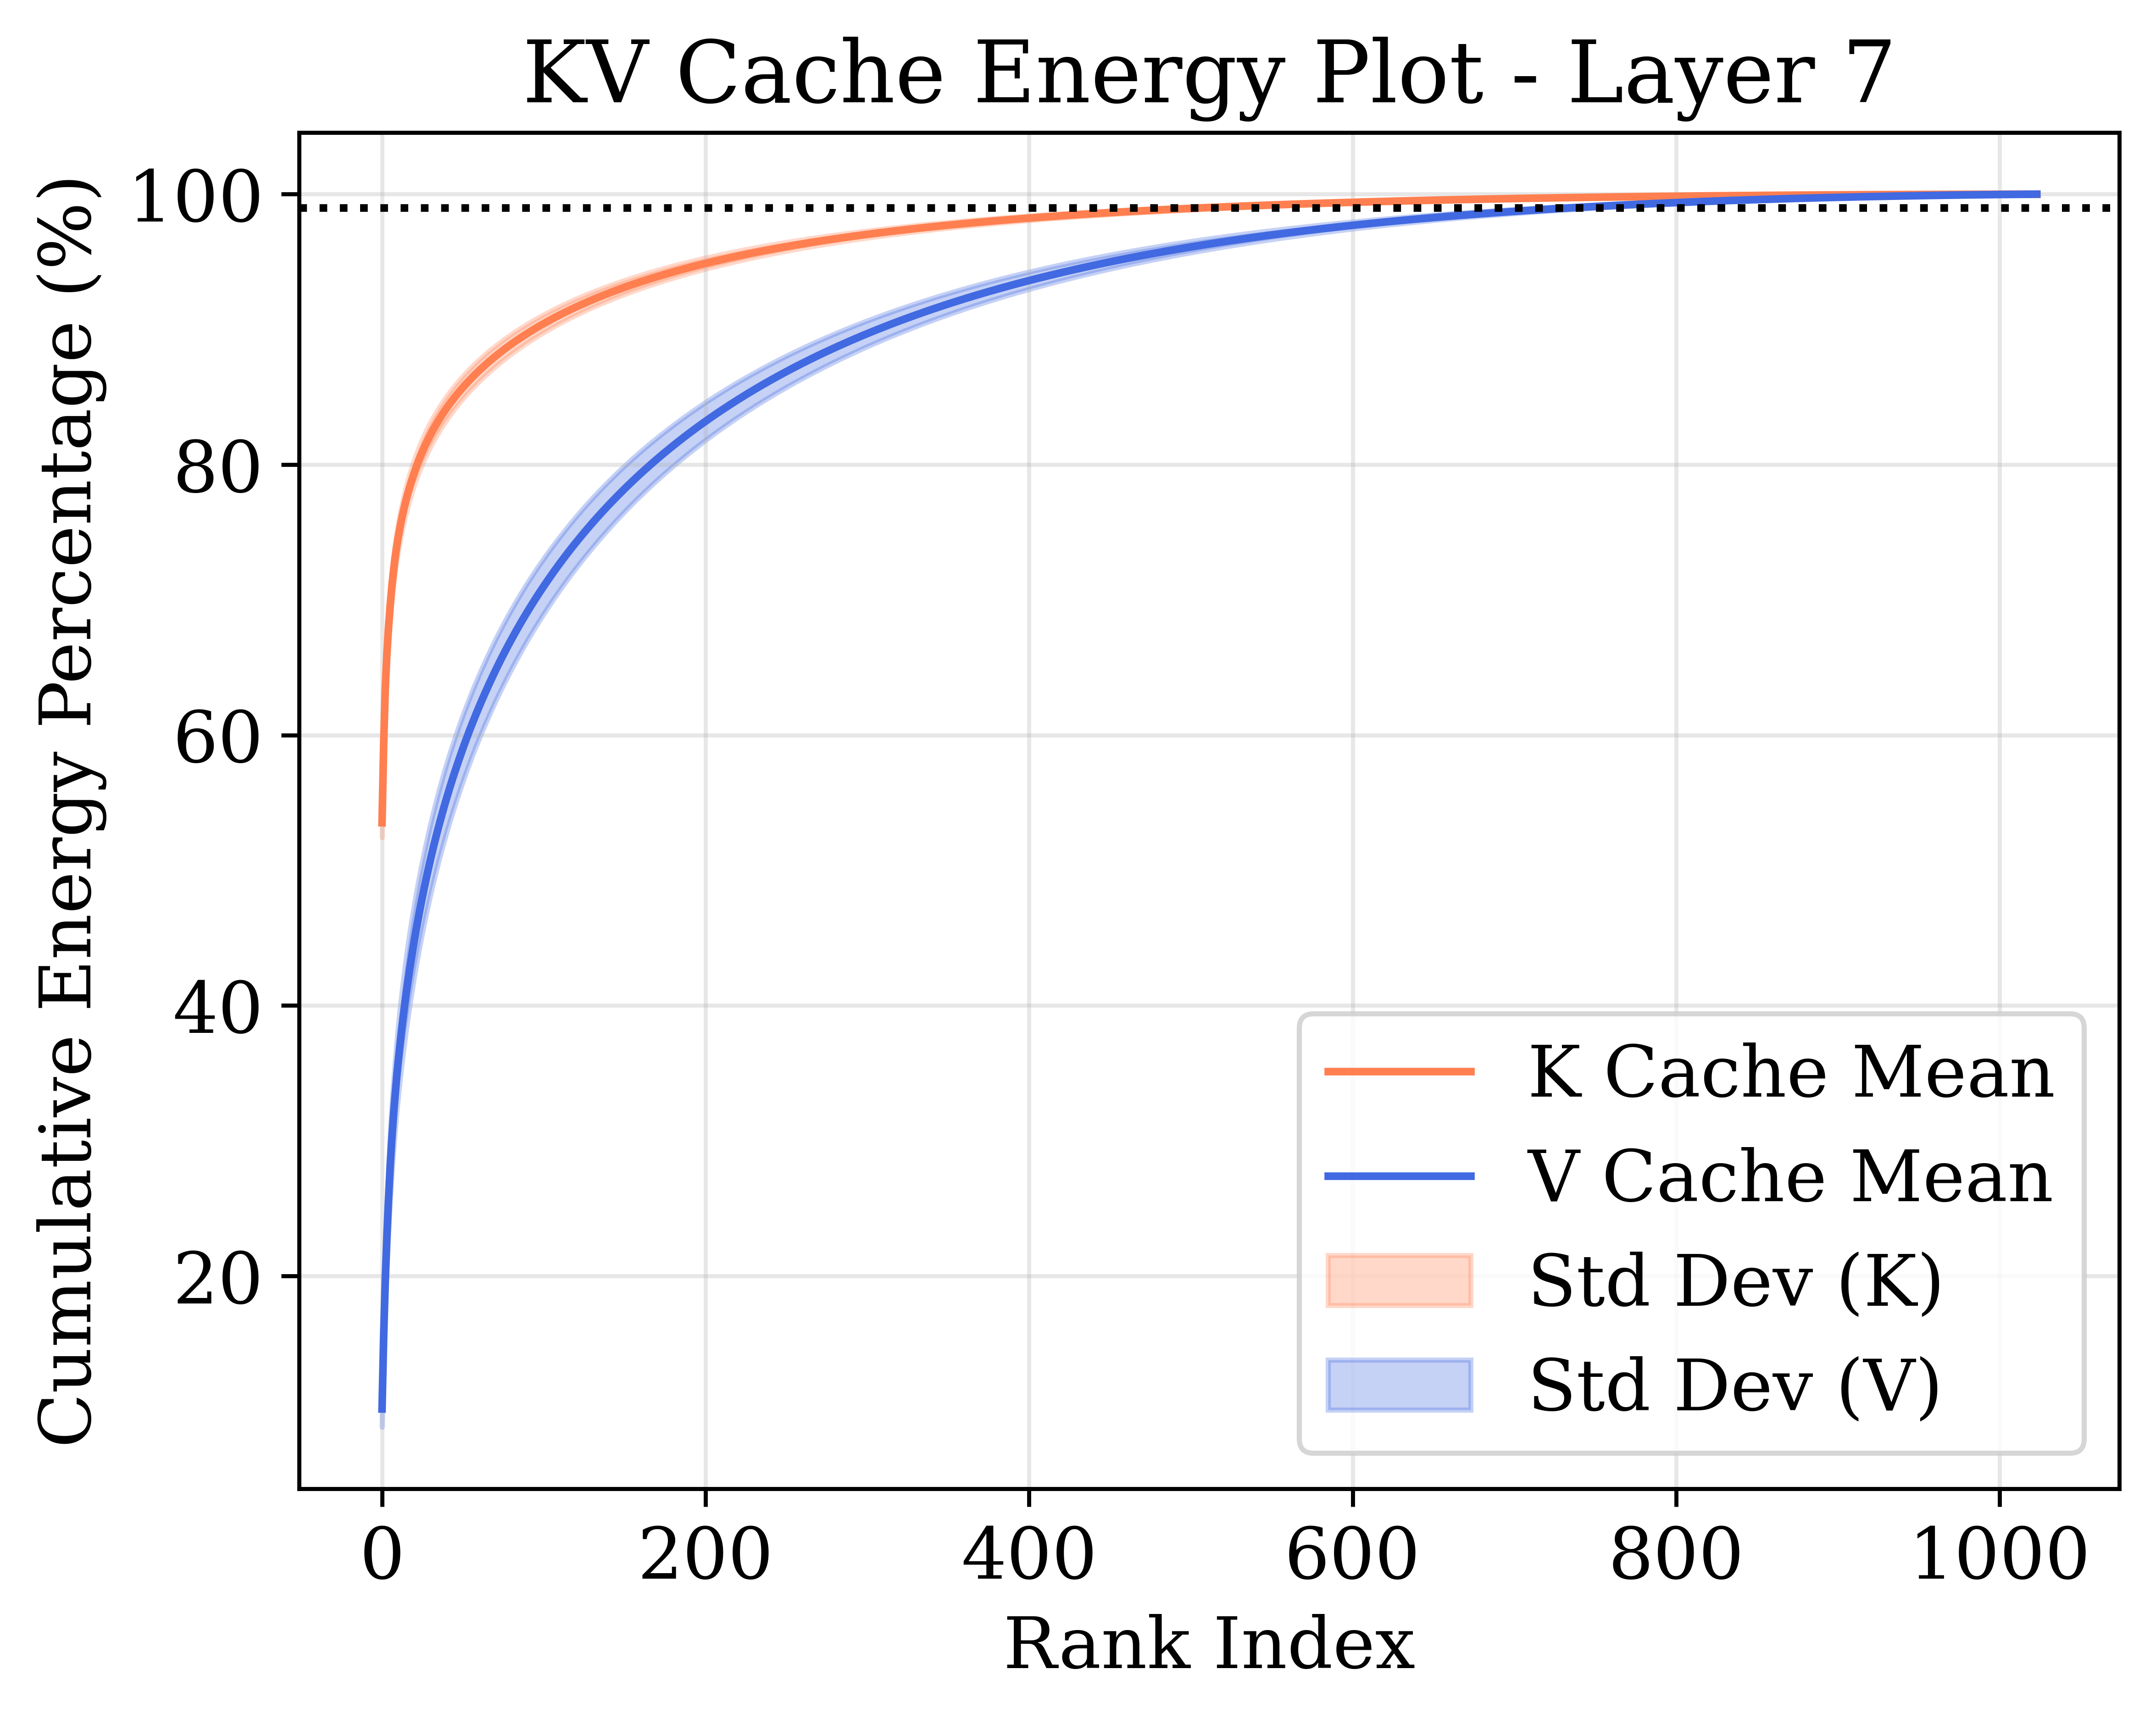 KV Cache Energy Plot - Layer 7
Cumulative Energy Percentage (%)
100
80
60
40
20
K Cache Mean
V Cache Mean
Std Dev (K)
Std Dev (V)
0 200 400 600 800 1000
Rank Index